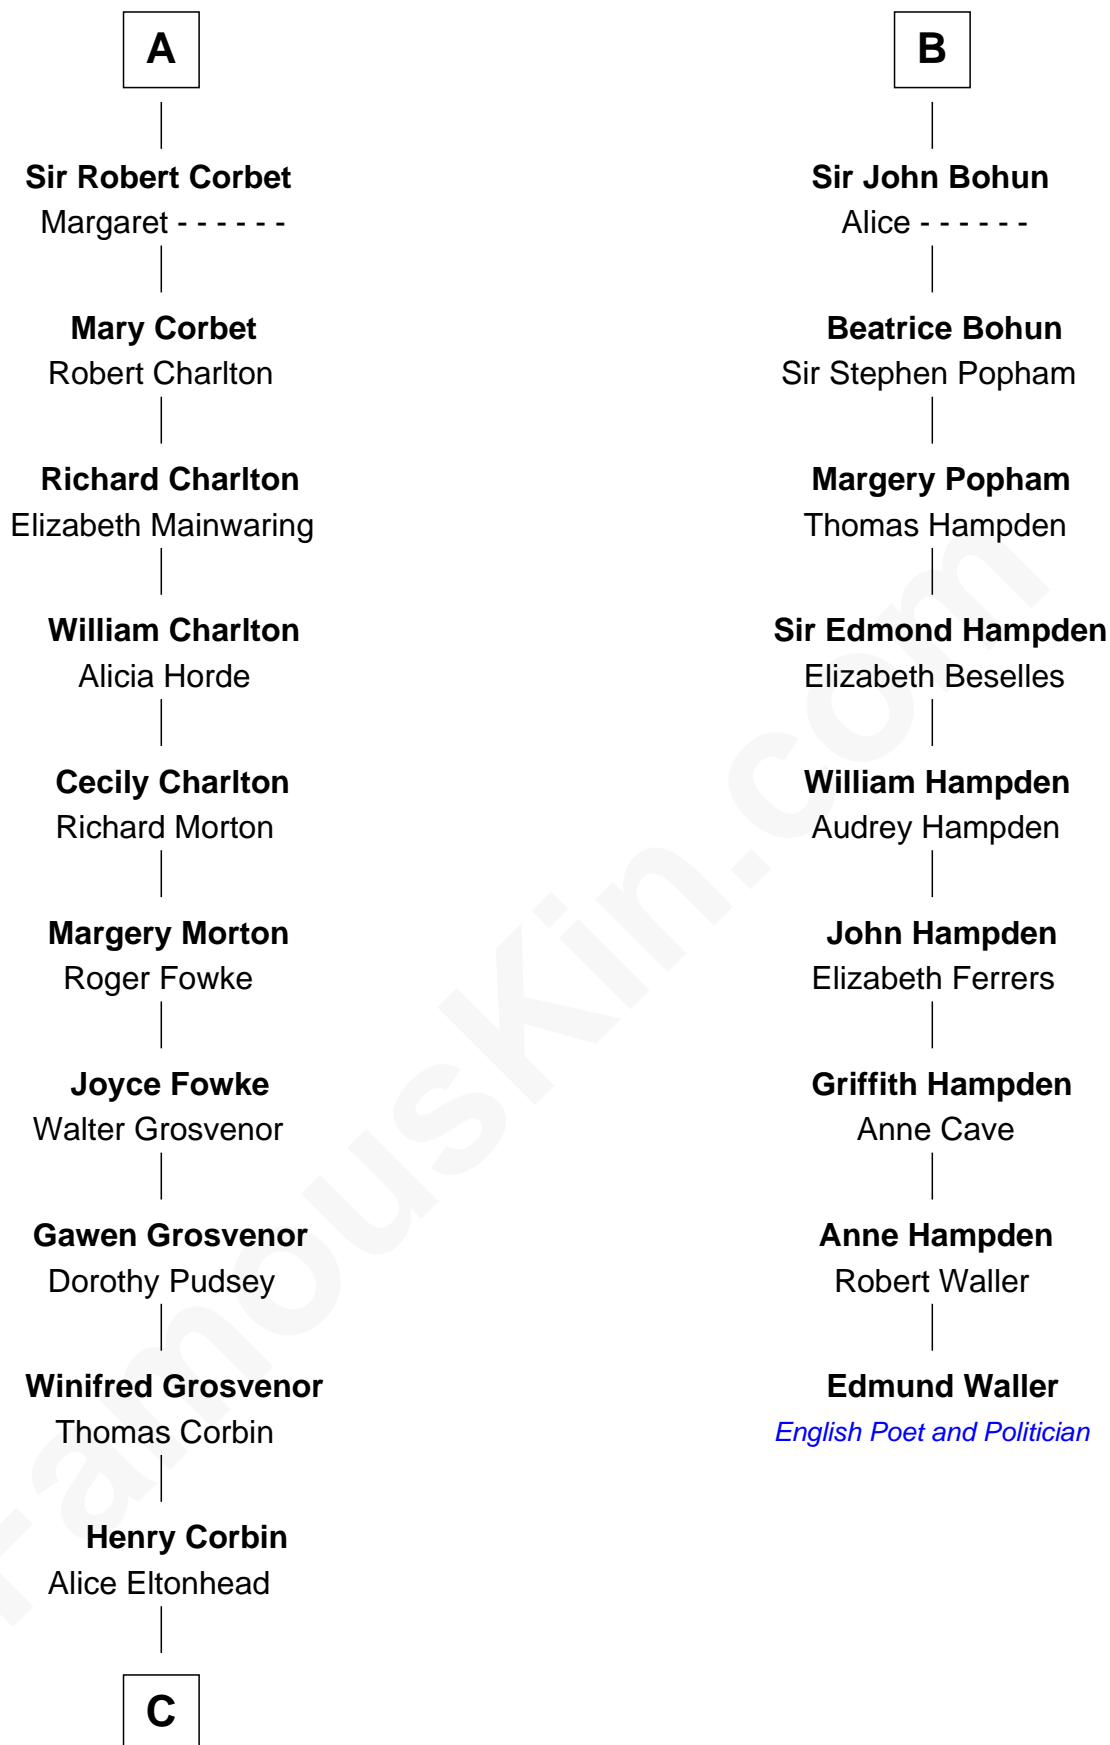 A
Sir Robert Corbet
Margaret - - - - - -
Mary Corbet
Robert Charlton
Richard Charlton
Elizabeth Mainwaring
William Charlton
Alicia Horde
Cecily Charlton
Richard Morton
Margery Morton
Roger Fowke
Joyce Fowke
Walter Grosvenor
Gawen Grosvenor
Dorothy Pudsey
Winifred Grosvenor
Thomas Corbin
Henry Corbin
Alice Eltonhead
C
B
Sir John Bohun
Alice - - - - - -
Beatrice Bohun
Sir Stephen Popham
Margery Popham
Thomas Hampden
Sir Edmond Hampden
Elizabeth Beselles
William Hampden
Audrey Hampden
John Hampden
Elizabeth Ferrers
Griffith Hampden
Anne Cave
Anne Hampden
Robert Waller
Edmund Waller
English Poet and Politician
FamousKin.com